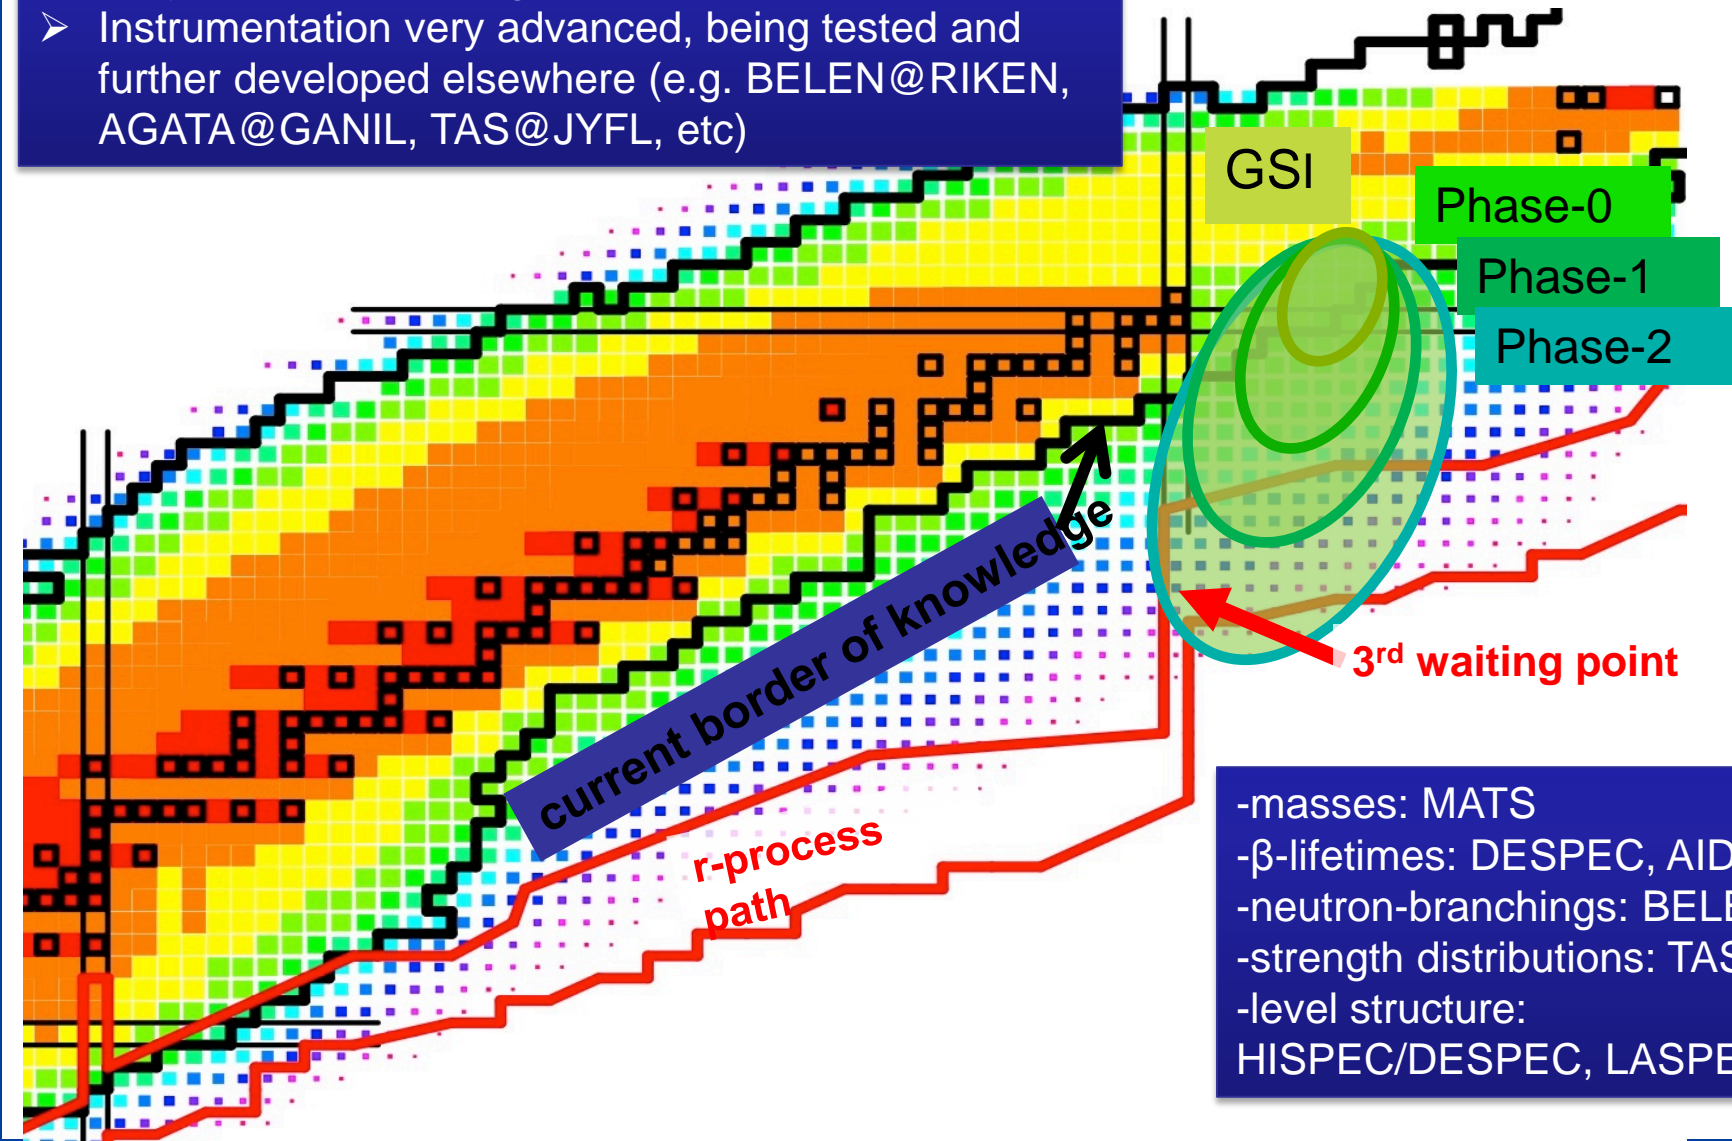 ➢ Instrumentation very advanced, being tested and
further developed elsewhere (e.g. BELEN@RIKEN,
AGATA@GANIL, TAS@JYFL, etc)
GSI
Phase-0
Phase-1
Phase-2
current border of knowledge
3rd waiting point
r-process
path
-masses: MATS
-β-lifetimes: DESPEC, AID
-neutron-branchings: BELE
-strength distributions: TAS
-level structure:
HISPEC/DESPEC, LASPE